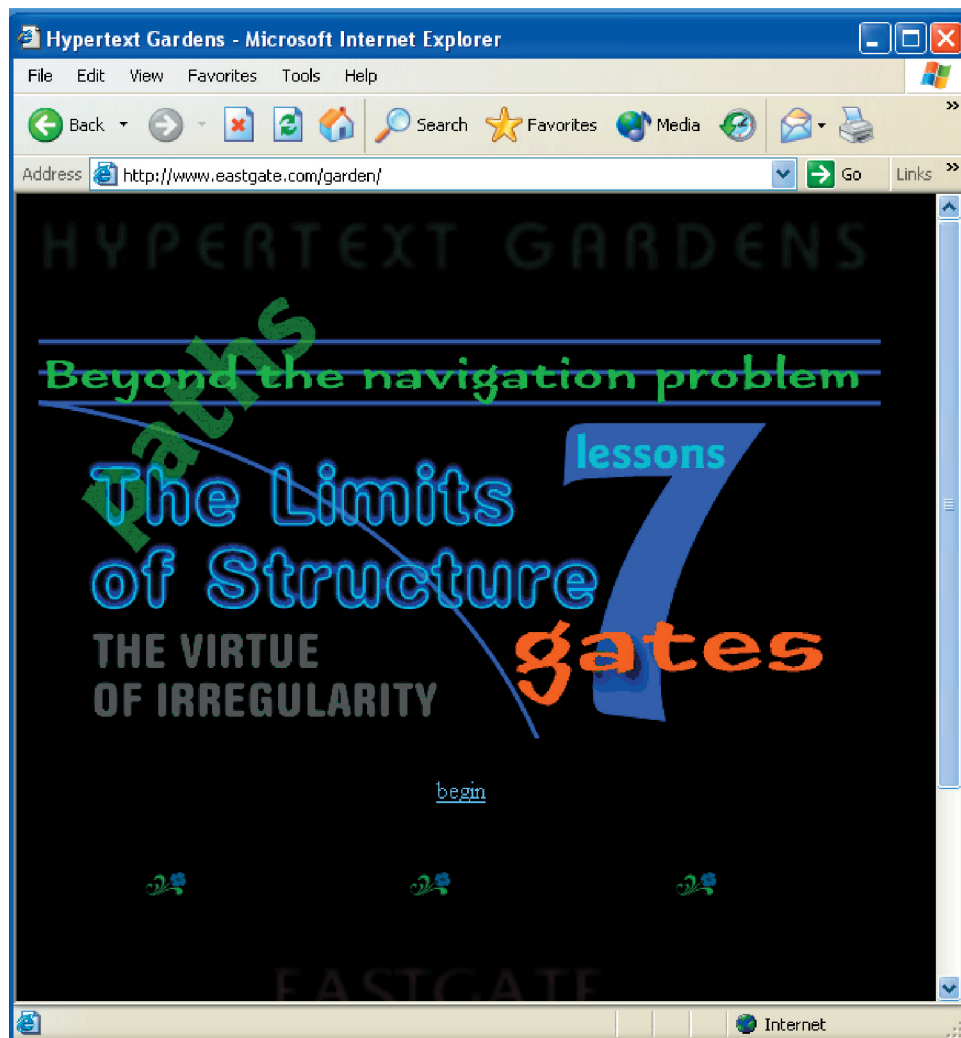 Hypertext Gardens - Microsoft Internet Explorer
File Edit View Favorites Tools Help
Back Search Favorites Media »
Address http://www.eastgate.com/garden/ Go Links »
HYPERTEXT GARDENS
paths
Beyond the navigation problem
lessons
7
The Limits
of Structure
gates
THE VIRTUE
OF IRREGULARITY
begin
EASTGATE
Internet